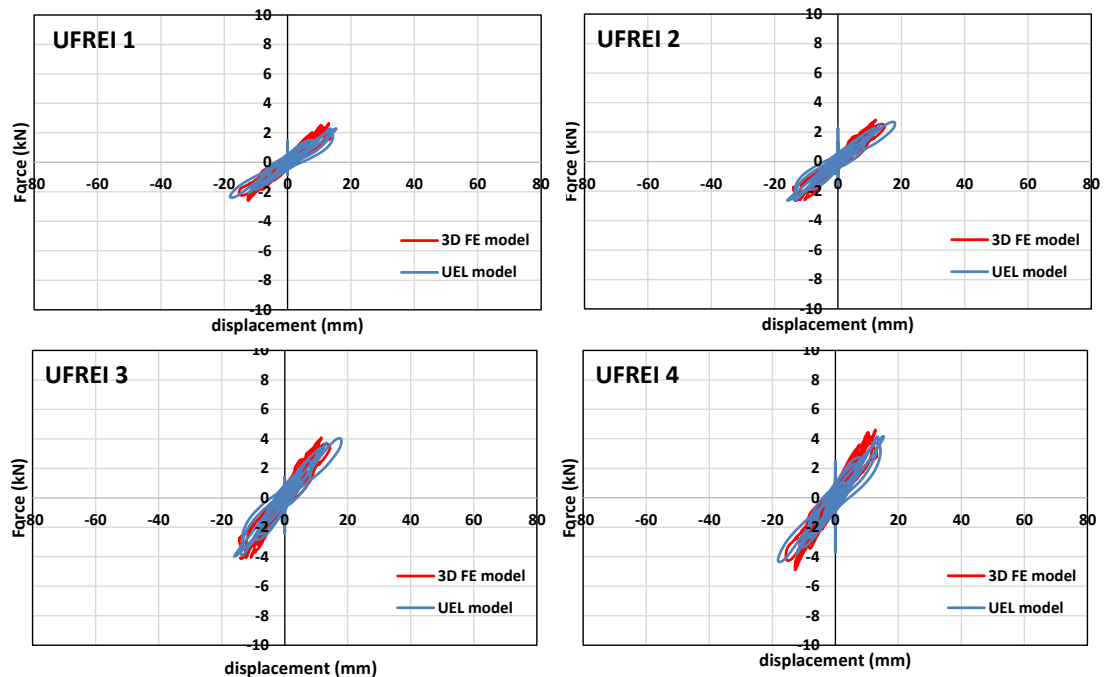 UFREI 1
10
8
6
4
2
0
-2
-4
-6
-8
-10
-80 -60 -40 -20 0 20 40 60 80
Force (kN)
displacement (mm)
3D FE model
UEL model
UFREI 2
10
8
6
4
2
0
-2
-4
-6
-8
-10
-80 -60 -40 -20 0 20 40 60 80
Force (kN)
displacement (mm)
3D FE model
UEL model
UFREI 3
10
8
6
4
2
0
-2
-4
-6
-8
-10
-80 -60 -40 -20 0 20 40 60 80
Force (kN)
displacement (mm)
3D FE model
UEL model
UFREI 4
10
8
6
4
2
0
-2
-4
-6
-8
-10
-80 -60 -40 -20 0 20 40 60 80
Force (kN)
displacement (mm)
3D FE model
UEL model